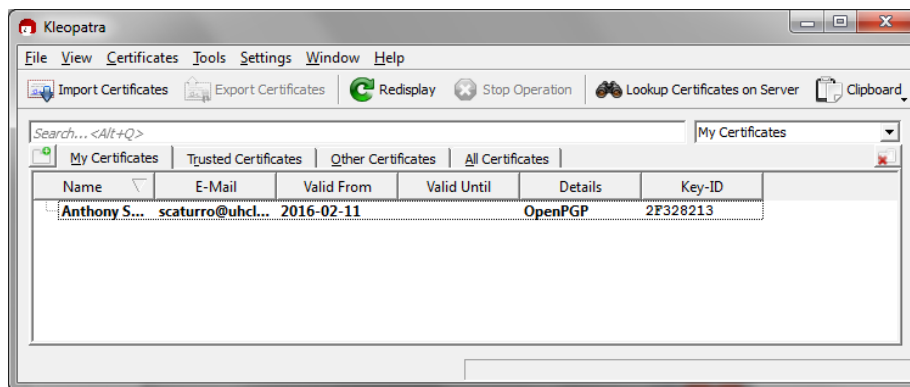 Kleopatra
File View Certificates Tools Settings Window Help
Import Certificates Export Certificates Redisplay Stop Operation Lookup Certificates on Server Clipboard
Search...<Alt+Q> My Certificates
My Certificates Trusted Certificates Other Certificates All Certificates
Name E-Mail Valid From Valid Until Details Key-ID
Anthony S... scaturro@uhcl... 2016-02-11 OpenPGP 2F328213